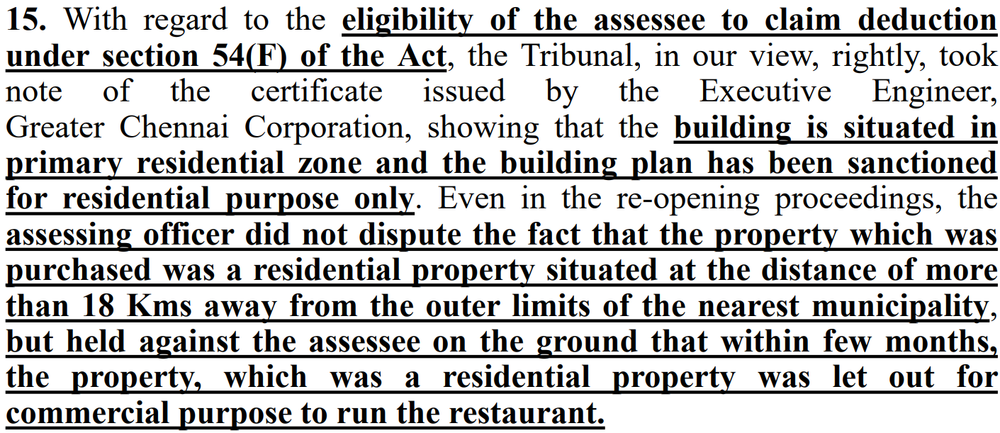 15. With regard to the eligibility of the assessee to claim deduction
under section 54(F) of the Act, the Tribunal, in our view, rightly, took
note of the certificate issued by the Executive Engineer,
Greater Chennai Corporation, showing that the building is situated in
primary residential zone and the building plan has been sanctioned
for residential purpose only. Even in the re-opening proceedings, the
assessing officer did not dispute the fact that the property which was
purchased was a residential property situated at the distance of more
than 18 Kms away from the outer limits of the nearest municipality,
but held against the assessee on the ground that within few months,
the property, which was a residential property was let out for
commercial purpose to run the restaurant.